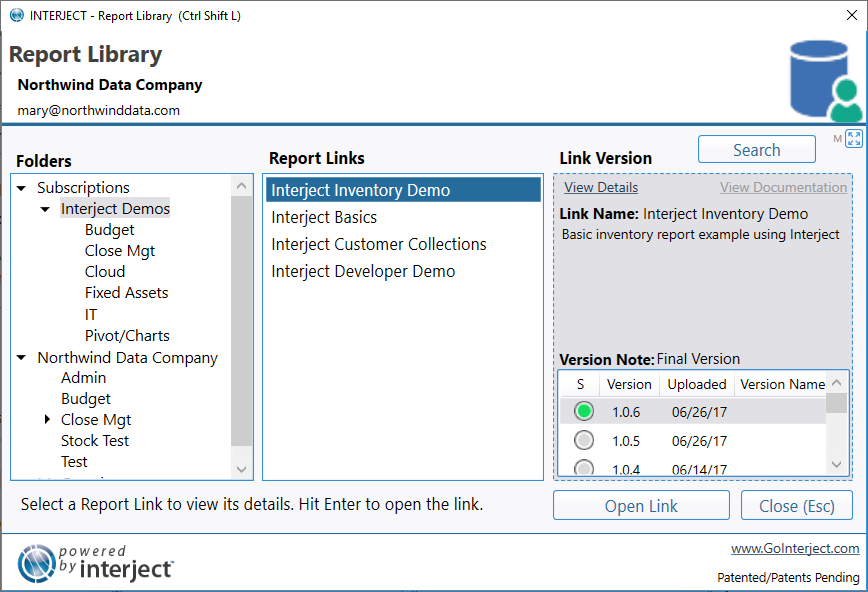 INTERJECT - Report Library (Ctrl Shift L)
Report Library
Northwind Data Company
mary@northwinddata.com
M
Search
Folders
Subscriptions
Interject Demos
Budget
Close Mgt
Cloud
Fixed Assets
IT
Pivot/Charts
Northwind Data Company
Admin
Budget
Close Mgt
Stock Test
Test
Report Links
Interject Inventory Demo
Interject Basics
Interject Customer Collections
Interject Developer Demo
Link Version
View Details View Documentation
Link Name: Interject Inventory Demo
Basic inventory report example using Interject
Version Note: Final Version
S Version Uploaded Version Name
1.0.6 06/26/17
1.0.5 06/26/17
1.0.4 06/14/17
Select a Report Link to view its details. Hit Enter to open the link.
Open Link Close (Esc)
powered
by interject
www.GoInterject.com
Patented/Patents Pending